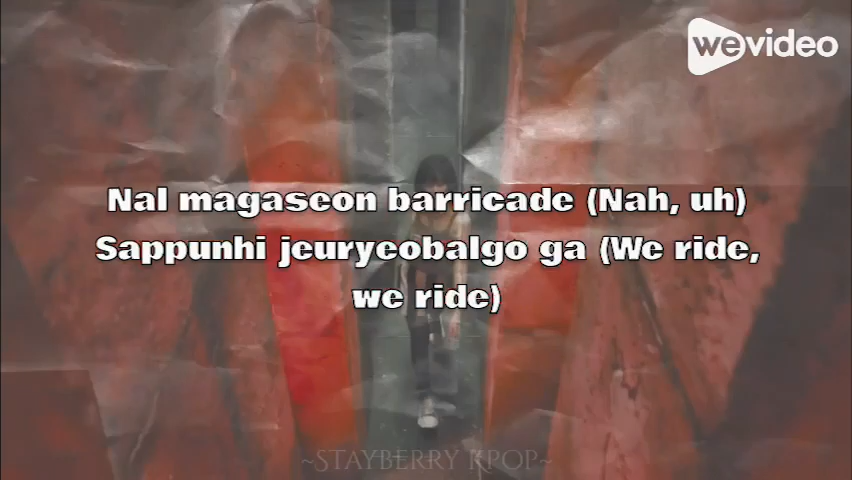 wevideo
Nal magaseon barricade (Nah, uh)
Sappunhi jeuryeobalgo ga (We ride,
we ride)
~STAYBERRY KPOP~